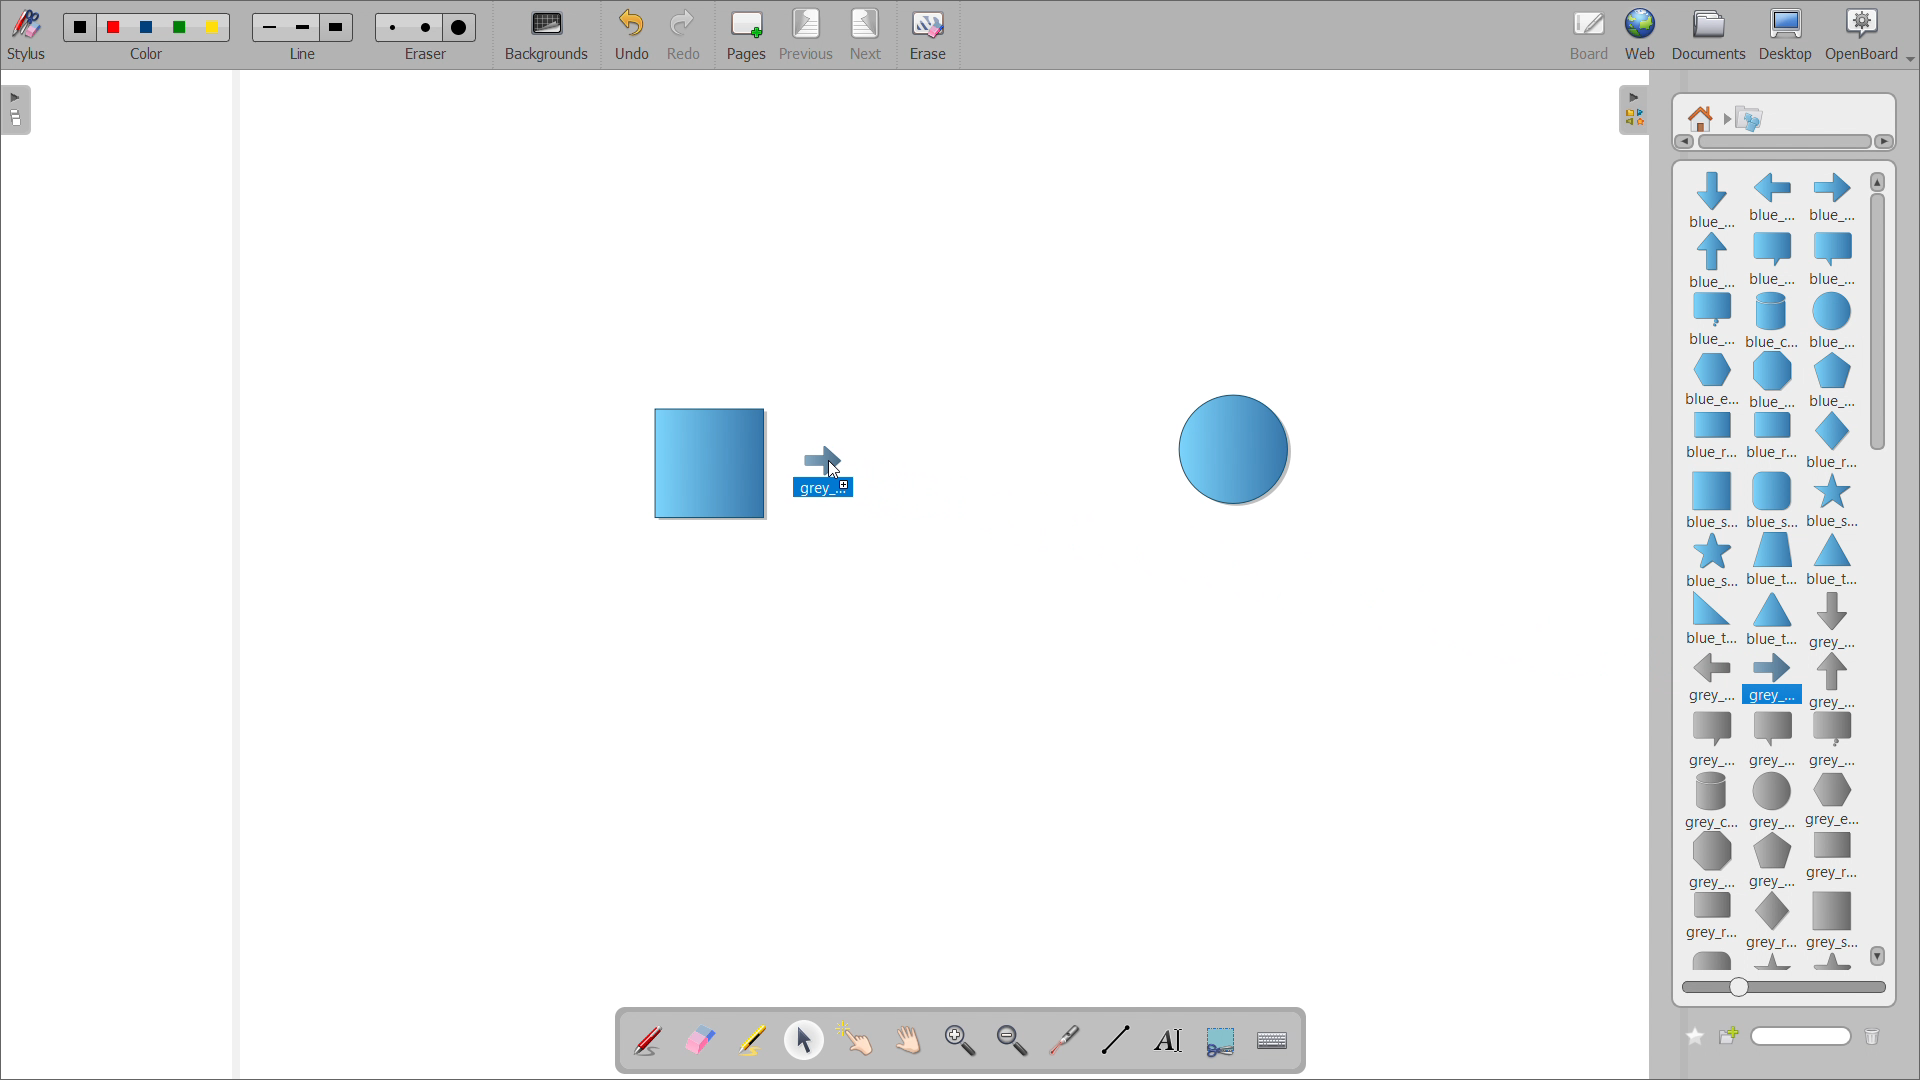 Stylus Color Line Eraser Backgrounds Undo Redo Pages Previous Next Erase Board Web Documents Desktop OpenBoard
blue_... blue_... blue_...
blue_... blue_... blue_...
blue_... blue_c... blue_...
blue_e... blue_... blue_...
blue_r... blue_r... blue_r...
grey_...
blue_s... blue_s... blue_s...
blue_s... blue_t... blue_t...
blue_t... blue_t... grey_...
grey_... grey_... grey_...
grey_... grey_... grey_...
grey_c... grey_... grey_e...
grey_... grey_... grey_r...
grey_r... grey_r... grey_s...
AI